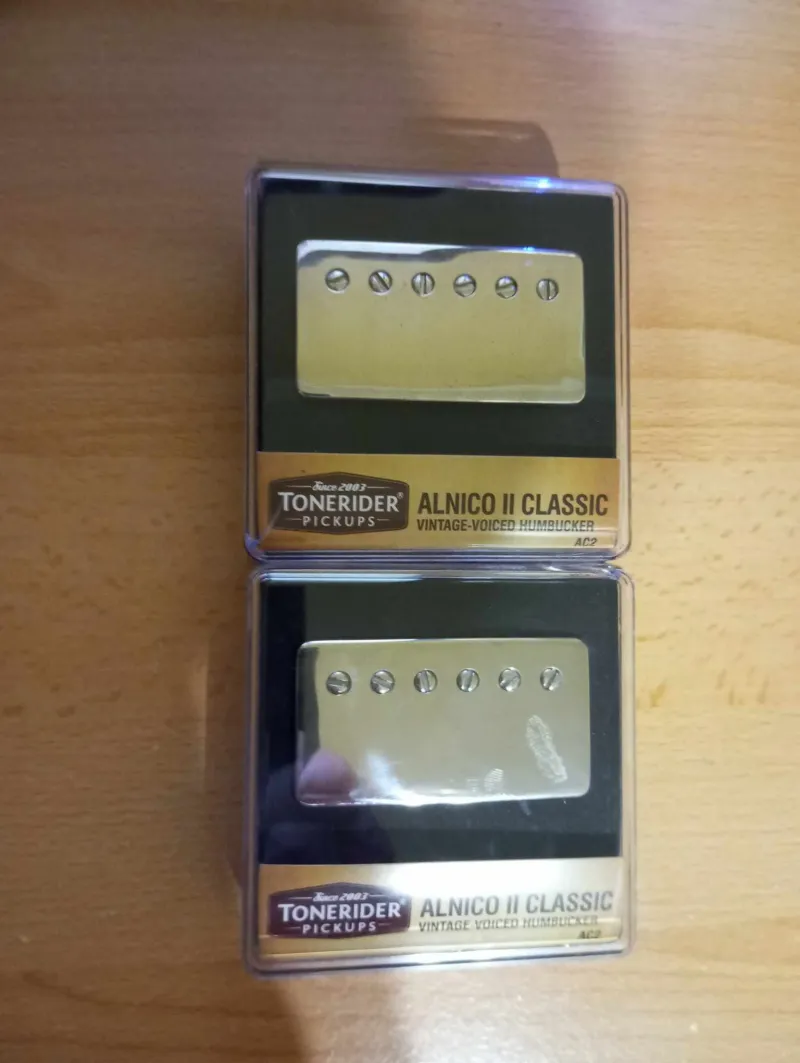 Since 2003
TONERIDER®
PICKUPS
ALNICO II CLASSIC
VINTAGE-VOICED HUMBUCKER
AC2
Since 2003
TONERIDER®
PICKUPS
ALNICO II CLASSIC
VINTAGE VOICED HUMBUCKER
AC2